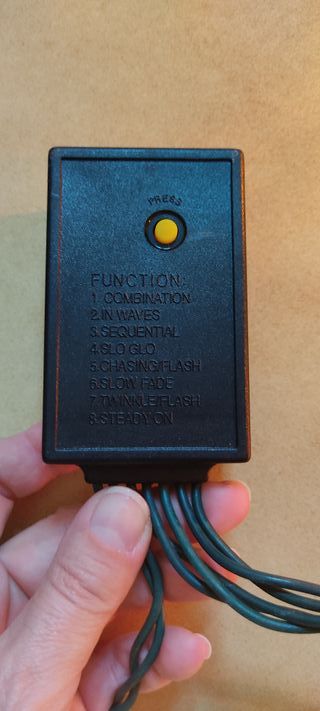 PRESS
FUNCTION:
1. COMBINATION
2.IN WAVES
3.SEQUENTIAL
4.SLO GLO
5.CHASING/FLASH
6.SLOW FADE
7.TWINKLE/FLASH
8.STEADY ON